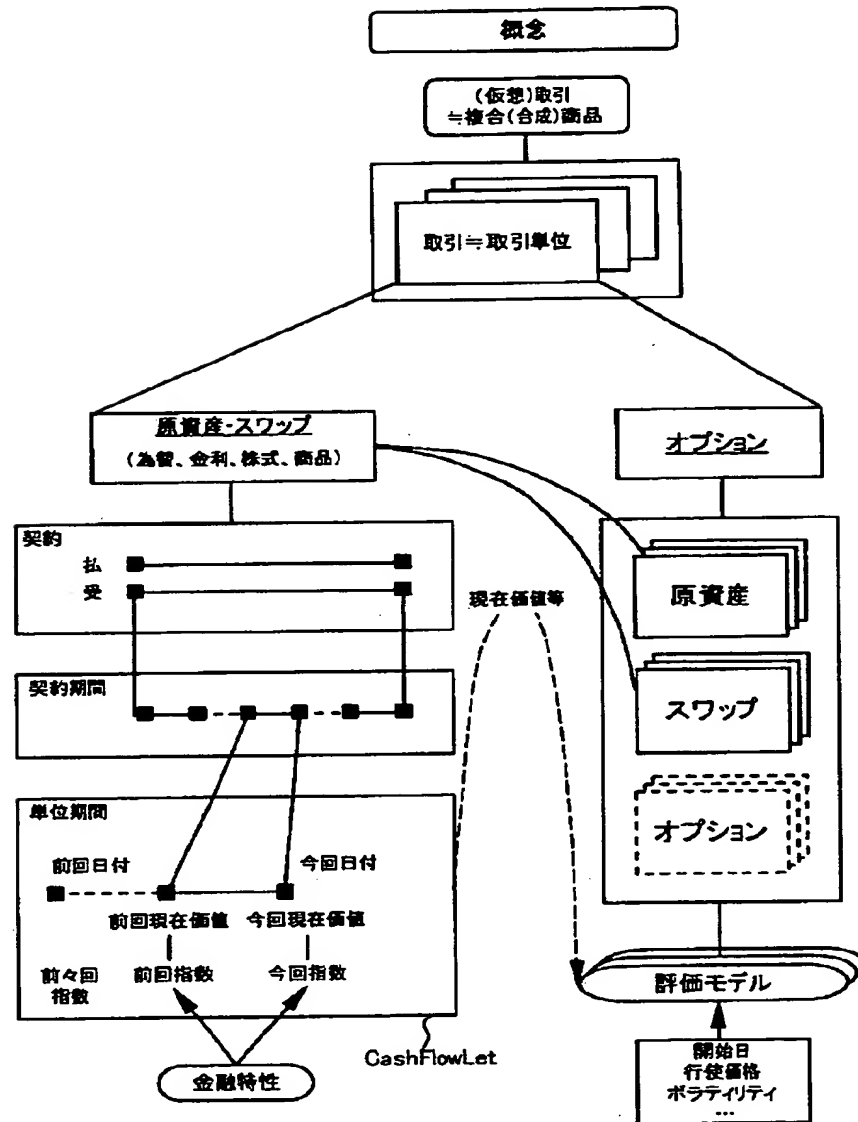 概念
(仮想)取引
≒複合(合成)商品
取引≒取引単位
原資産-スワップ
(為替、金利、株式、商品)
オプション
契約
払
受
現在価値等
原資産
契約期間
スワップ
単位期間
オプション
前回日付
今回日付
前回現在価値
今回現在価値
前々回
指数
前回指数
今回指数
評価モデル
CashFlowLet
金融特性
開始日
行使価格
ボラティリティ
…